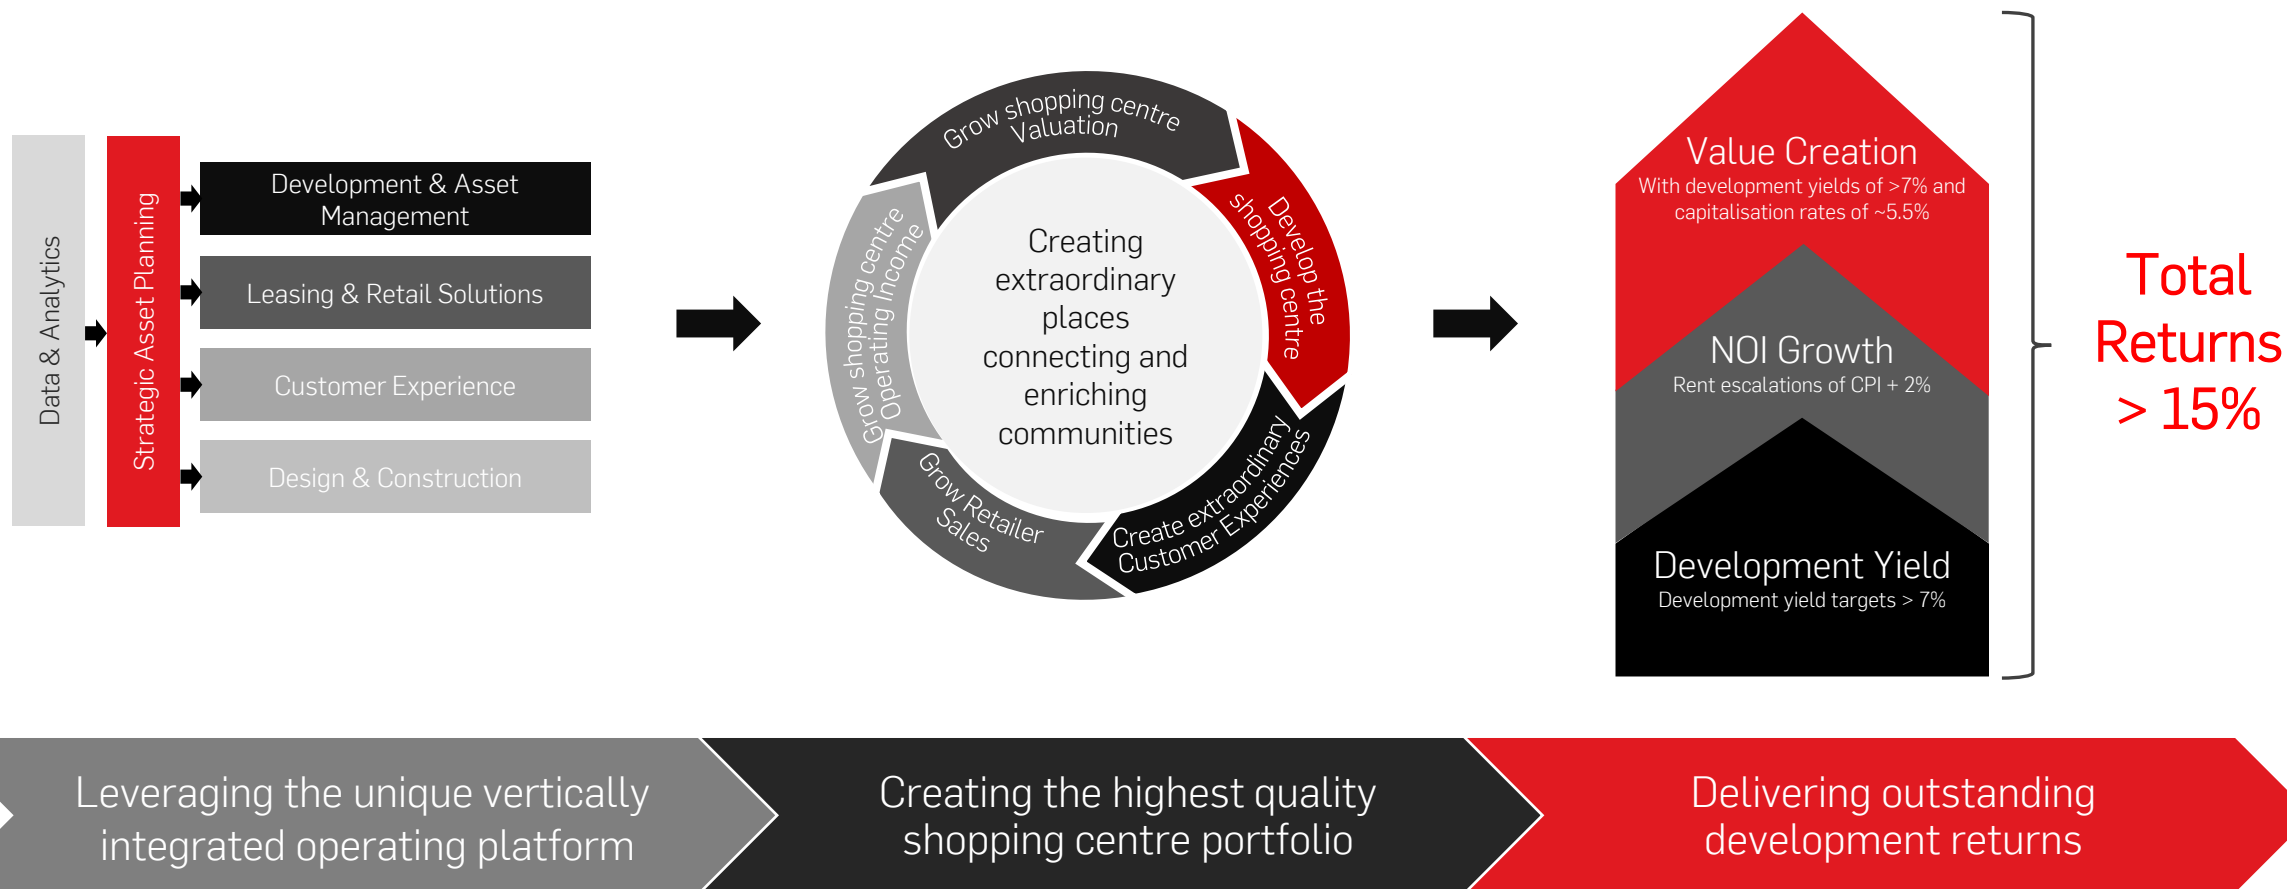 Data & Analytics
Strategic Asset Planning
Development & Asset
Management
Leasing & Retail Solutions
Customer Experience
Design & Construction
Grow shopping centre
Valuation
Develop the
shopping centre
Create extraordinary
Customer Experiences
Grow Retailer
Sales
Grow shopping centre
Operating Income
Creating
extraordinary
places
connecting and
enriching
communities
Value Creation
With development yields of >7% and
capitalisation rates of ~5.5%
NOI Growth
Rent escalations of CPI + 2%
Development Yield
Development yield targets > 7%
Total
Returns
> 15%
Leveraging the unique vertically
integrated operating platform
Creating the highest quality
shopping centre portfolio
Delivering outstanding
development returns